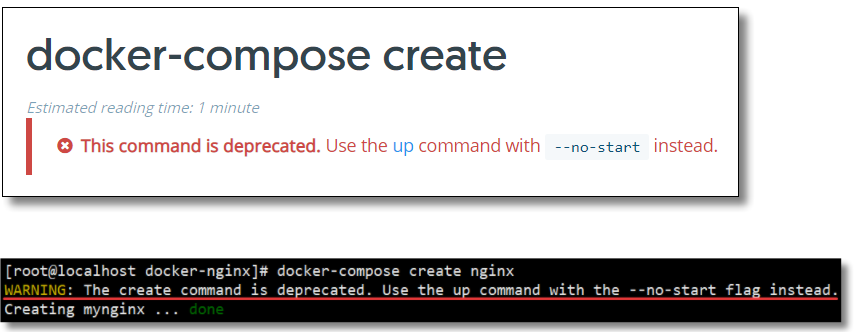 docker-compose create
Estimated reading time: 1 minute
This command is deprecated. Use the up command with --no-start instead.
[root@localhost docker-nginx]# docker-compose create nginx
WARNING: The create command is deprecated. Use the up command with the --no-start flag instead.
Creating mynginx ... done